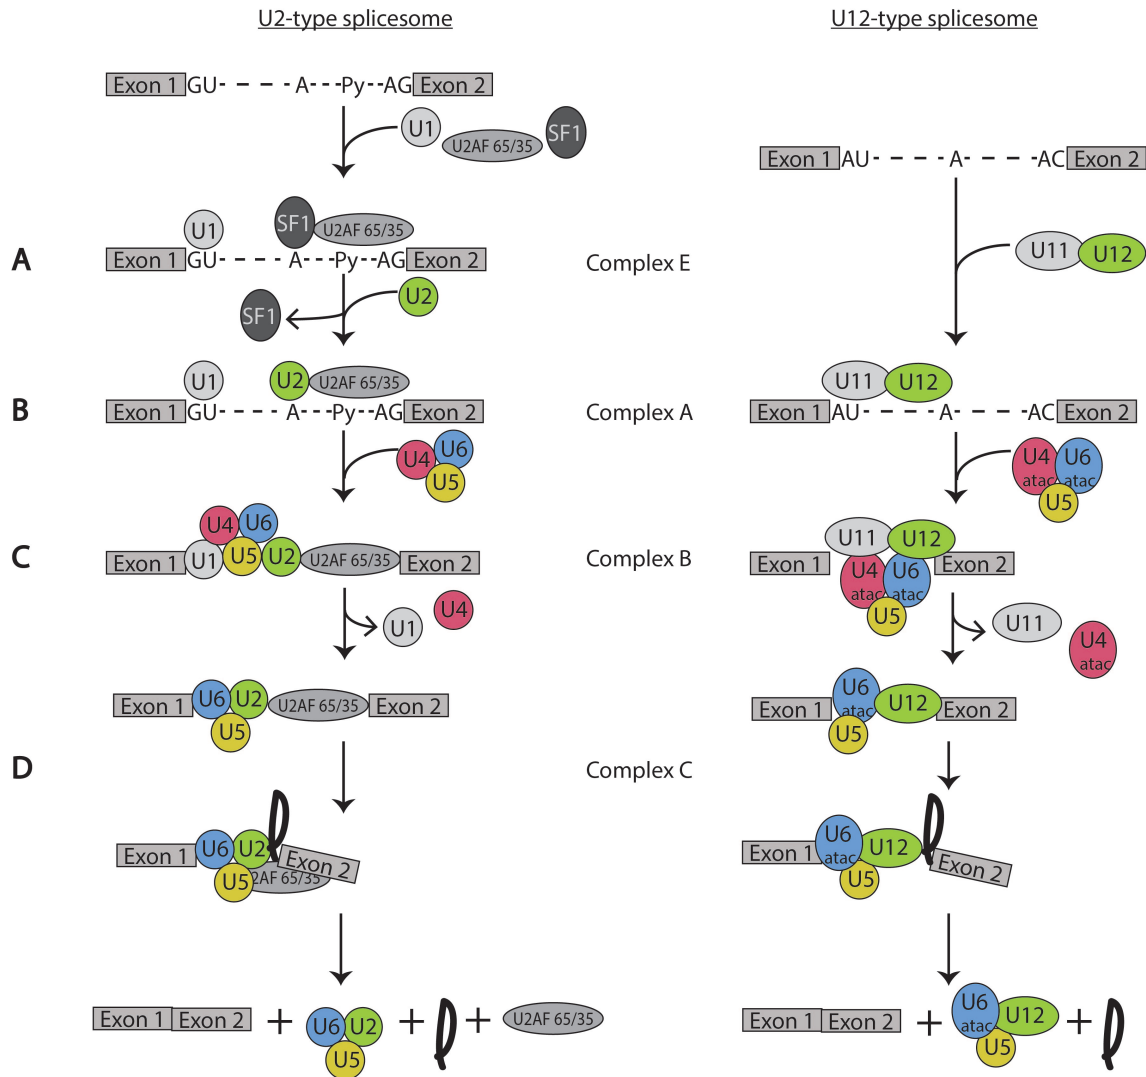 U2-type splicesome
U12-type splicesome
Exon 1 GU - - - - - A - - - Py - - AG Exon 2
U1
U2AF 65/35
SF1
Exon 1 AU - - - - - A - - - - - AC Exon 2
U1
SF1
U2AF 65/35
A
Exon 1 GU - - - - - A - - - Py - - AG Exon 2
Complex E
U11
U12
SF1
U2
U1
U2
U2AF 65/35
U11
U12
B
Exon 1 GU - - - - - A - - - Py - - AG Exon 2
Complex A
Exon 1 AU - - - - - A - - - - - AC Exon 2
U4
U6
U5
U4
atac
U6
atac
U5
U4
U6
C
Exon 1
U1
U5
U2
U2AF 65/35
Exon 2
Complex B
Exon 1
U11
U12
Exon 2
U4
atac
U6
atac
U5
U1
U4
U11
U4
atac
Exon 1
U6
U2
U2AF 65/35
Exon 2
U5
Exon 1
U6
atac
U12
Exon 2
U5
D
Complex C
Exon 1
U6
U2
Exon 2
U5
2AF 65/35
Exon 1
U6
atac
U12
Exon 2
U5
Exon 1 Exon 2 +
U6
U2
U5
+
+
U2AF 65/35
Exon 1 Exon 2 +
U6
atac
U12
U5
+